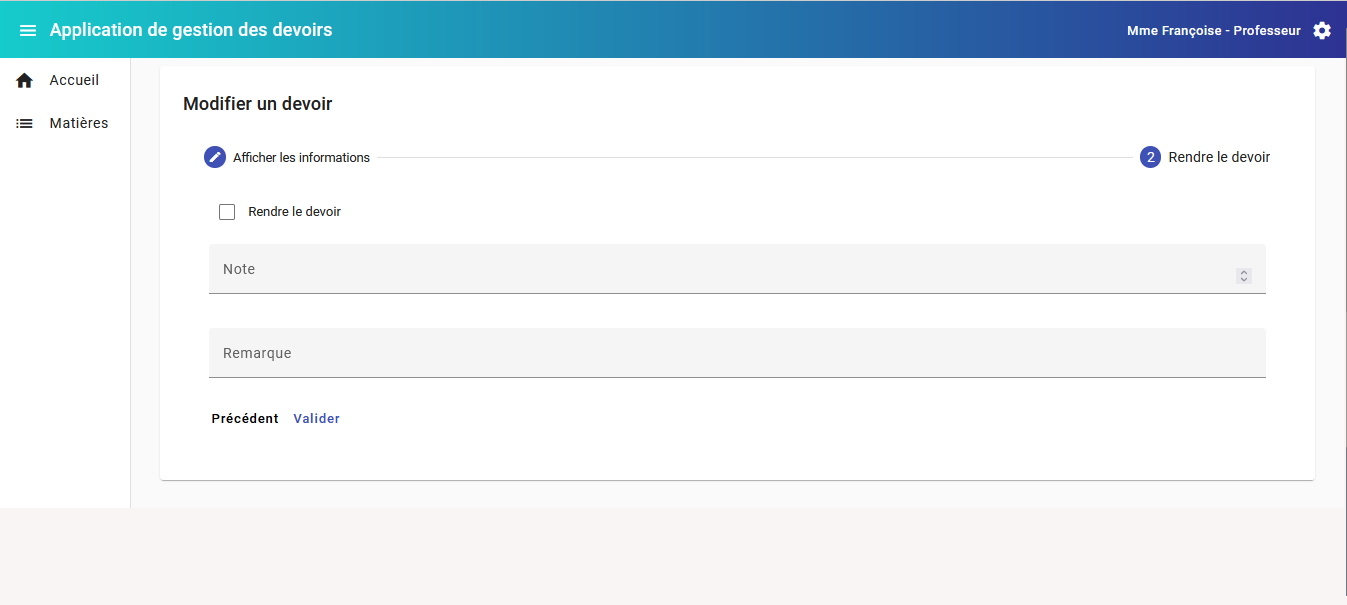 Application de gestion des devoirs
Mme Françoise - Professeur
Accueil
Matières
Modifier un devoir
Afficher les informations
2 Rendre le devoir
Rendre le devoir
Note
Remarque
Précédent Valider